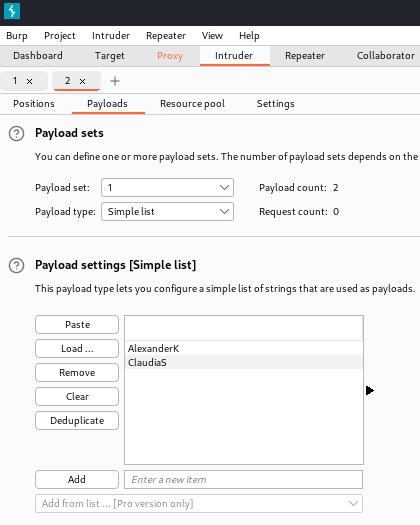 Burp Project Intruder Repeater View Help
Dashboard Target Proxy Intruder Repeater Collaborator
1 × 2 × +
Positions Payloads Resource pool Settings
? Payload sets
You can define one or more payload sets. The number of payload sets depends on the
Payload set: 1 Payload count: 2
Payload type: Simple list Request count: 0
? Payload settings [Simple list]
This payload type lets you configure a simple list of strings that are used as payloads.
Paste
Load ... AlexanderK
Remove ClaudiaS
Clear
Deduplicate
Add Enter a new item
Add from list ... [Pro version only]